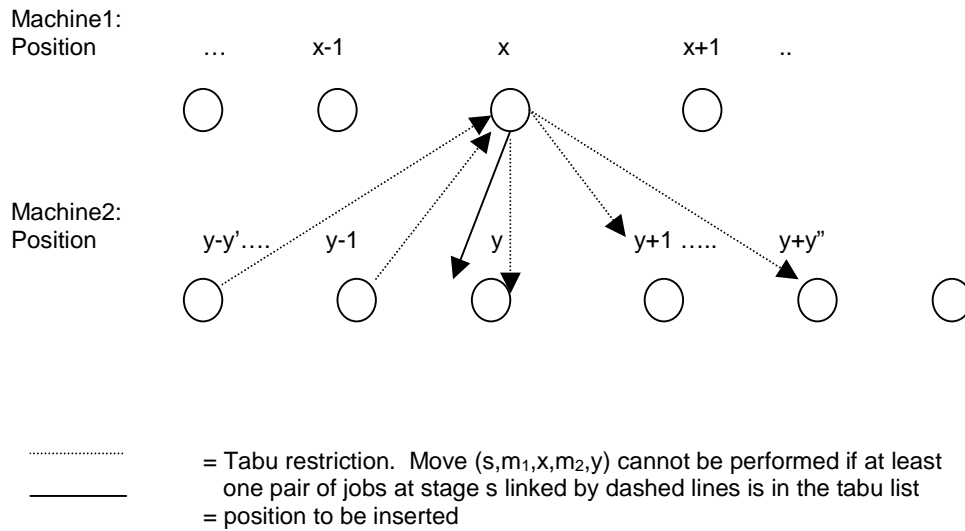 Machine1:
Position … x-1 x x+1 ..
Machine2:
Position y-y’…. y-1 y y+1 ….. y+y”
= Tabu restriction. Move (s,m₁,x,m₂,y) cannot be performed if at least
one pair of jobs at stage s linked by dashed lines is in the tabu list
= position to be inserted